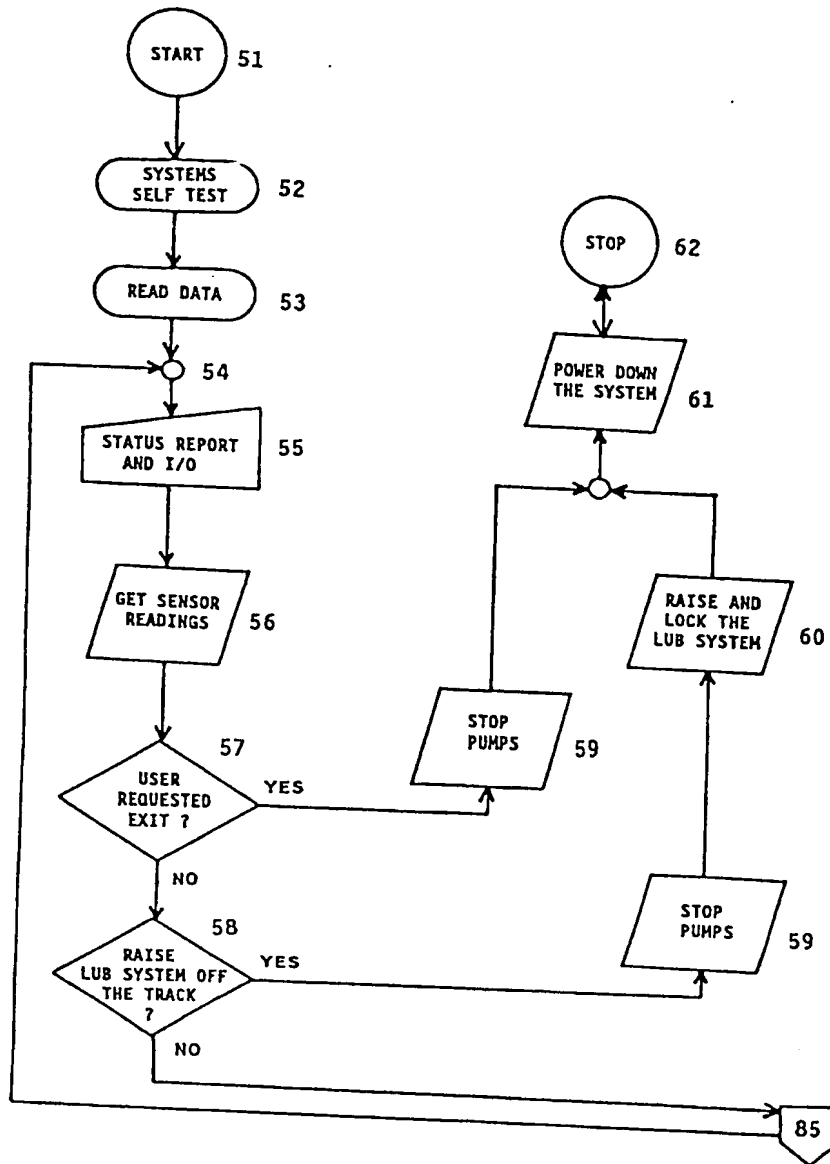 START
51
SYSTEMS
SELF TEST
52
READ DATA
53
54
STATUS REPORT
AND I/O
55
GET SENSOR
READINGS
56
57
USER
REQUESTED
EXIT ?
YES
NO
58
RAISE
LUB SYSTEM OFF
THE TRACK
?
YES
NO
STOP
62
POWER DOWN
THE SYSTEM
61
RAISE AND
LOCK THE
LUB SYSTEM
60
STOP
PUMPS
59
STOP
PUMPS
59
85